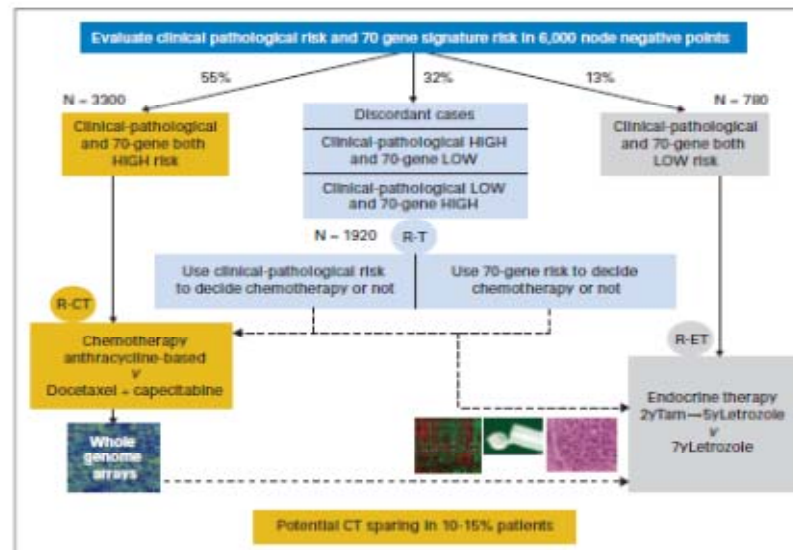 Evaluate clinical pathological risk and 70 gene signature risk in 6,000 node negative points
55%
32%
13%
N – 3300
N – 780
Clinical-pathological
and 70-gene both
HIGH risk
Discordant cases
Clinical-pathological HIGH
and 70-gene LOW
Clinical-pathological LOW
and 70-gene HIGH
Clinical-pathological
and 70-gene both
LOW risk
N – 1920
R-T
Use clinical-pathological risk
to decide chemotherapy or not
Use 70-gene risk to decide
chemotherapy or not
R-CT
Chemotherapy
anthracycline-based
v
Docetaxel + capecitabine
R-ET
Endocrine therapy
2yTam→5yLetrozole
v
7yLetrozole
Whole
genome
arrays
Potential CT sparing in 10-15% patients